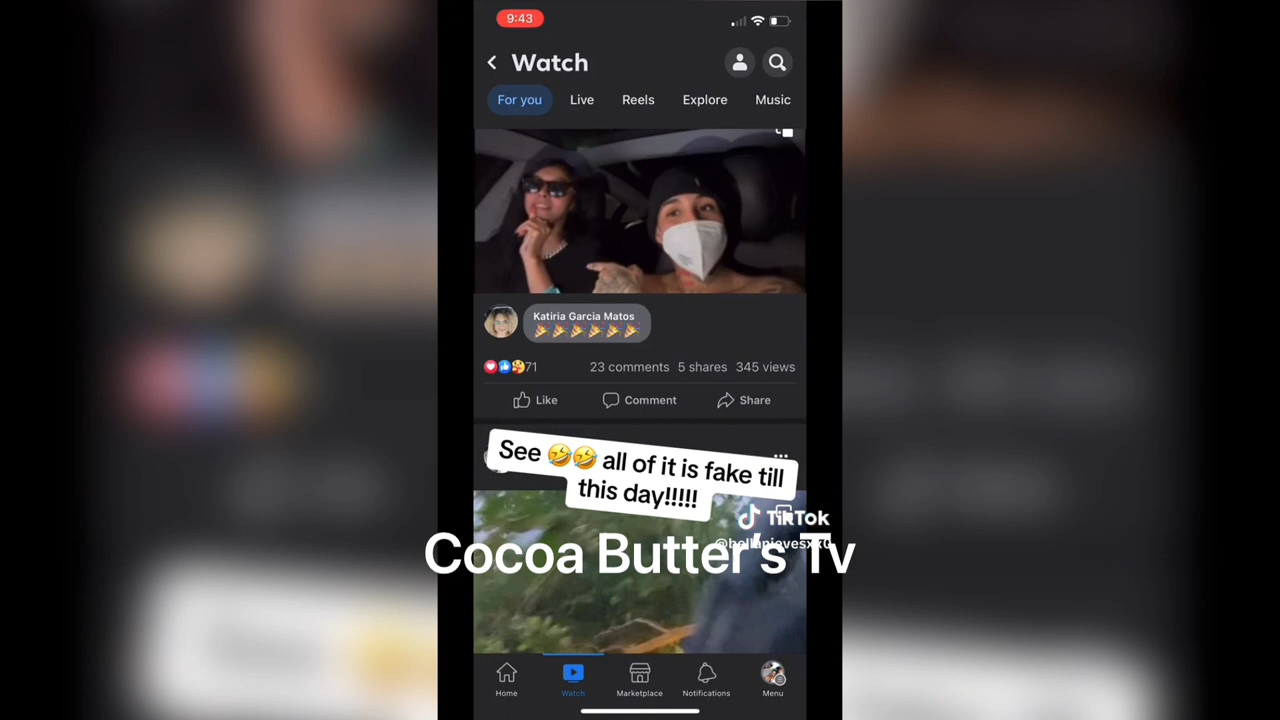 9:43
Watch
For you Live Reels Explore Music
Katiria Garcia Matos
🎉🎉🎉🎉🎉🎉
71 23 comments 5 shares 345 views
Like Comment Share
See 🤣🤣 all of it is fake till
this day!!!!!
TikTok
Cocoa Butter's Tv
Home Watch Marketplace Notifications Menu